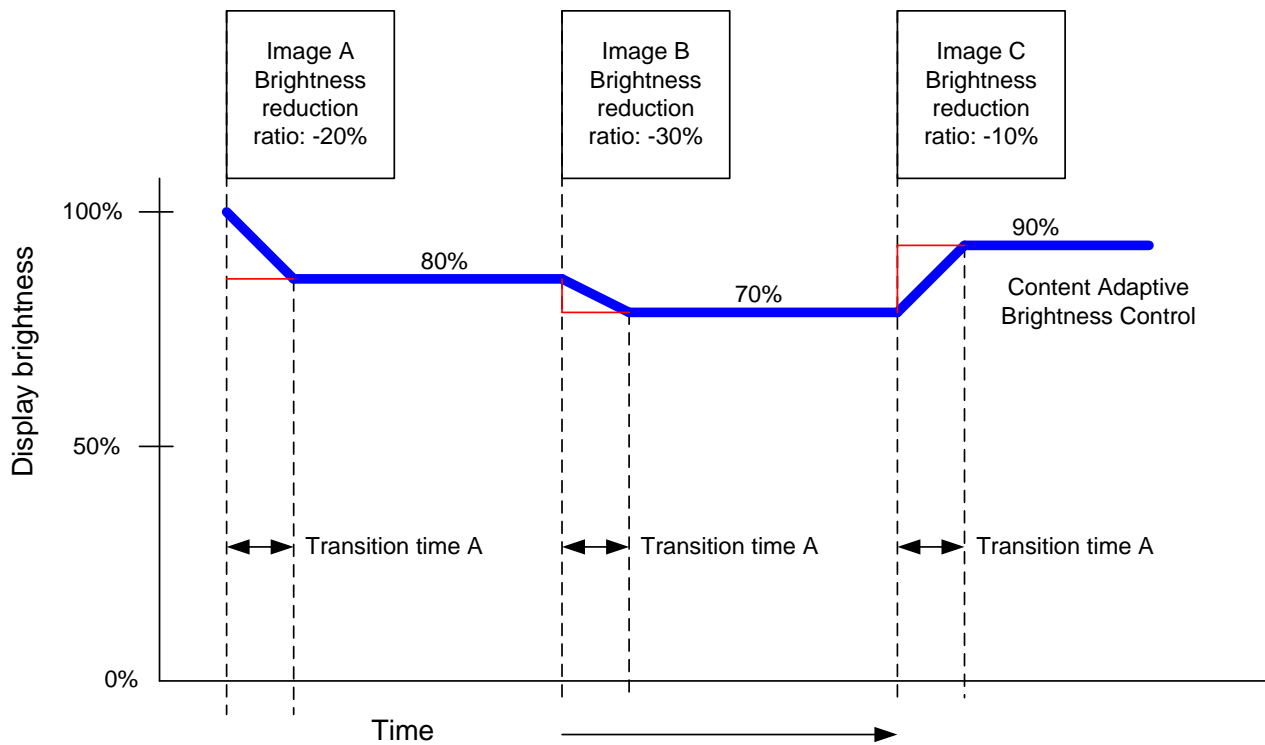 Image A
Brightness
reduction
ratio: -20%
Image B
Brightness
reduction
ratio: -30%
Image C
Brightness
reduction
ratio: -10%
100%
80%
70%
90%
Content Adaptive
Brightness Control
Display brightness
50%
Transition time A
Transition time A
Transition time A
0%
Time